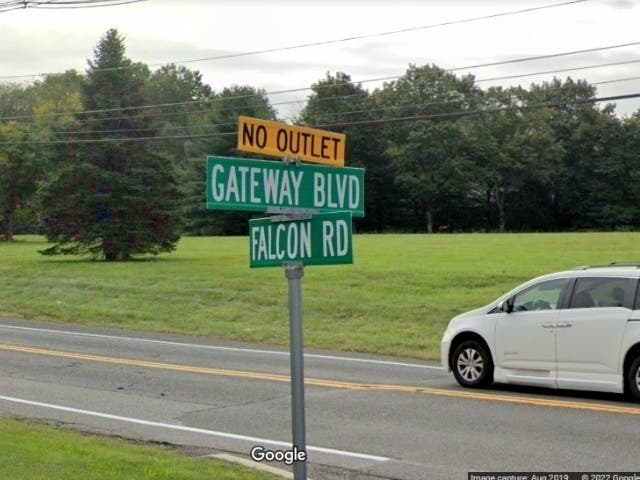 NO OUTLET
GATEWAY BLVD
FALCON RD
Google
Image capture: Aug 2019 © 2022 Google